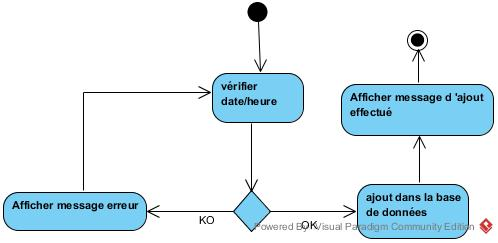 vérifier
date/heure
Afficher message d 'ajout
effectué
Afficher message erreur
KO
OK
ajout dans la base
de données
Powered By Visual Paradigm Community Edition